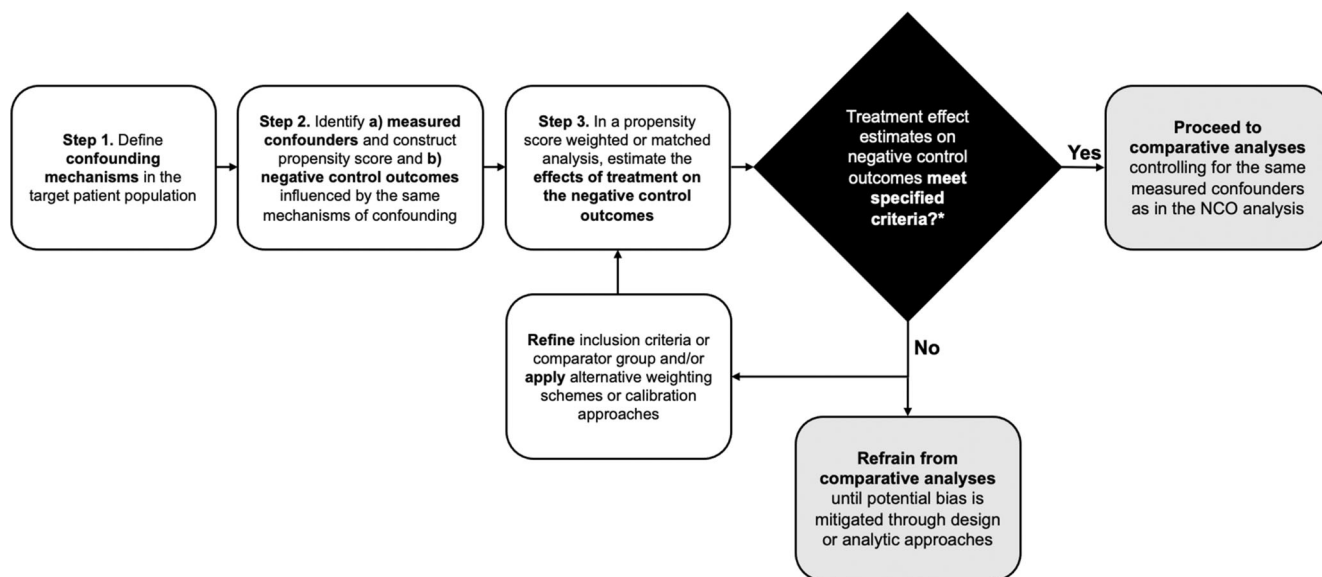 Step 1. Define
confounding
mechanisms in the
target patient population
Step 2. Identify a) measured
confounders and construct
propensity score and b)
negative control outcomes
influenced by the same
mechanisms of confounding
Step 3. In a propensity
score weighted or matched
analysis, estimate the
effects of treatment on
the negative control
outcomes
Treatment effect
estimates on
negative control
outcomes meet
specified
criteria?*
Yes
Proceed to
comparative analyses
controlling for the same
measured confounders
as in the NCO analysis
No
Refine inclusion criteria or
comparator group and/or
apply alternative weighting
schemes or calibration
approaches
Refrain from
comparative analyses
until potential bias is
mitigated through design
or analytic approaches